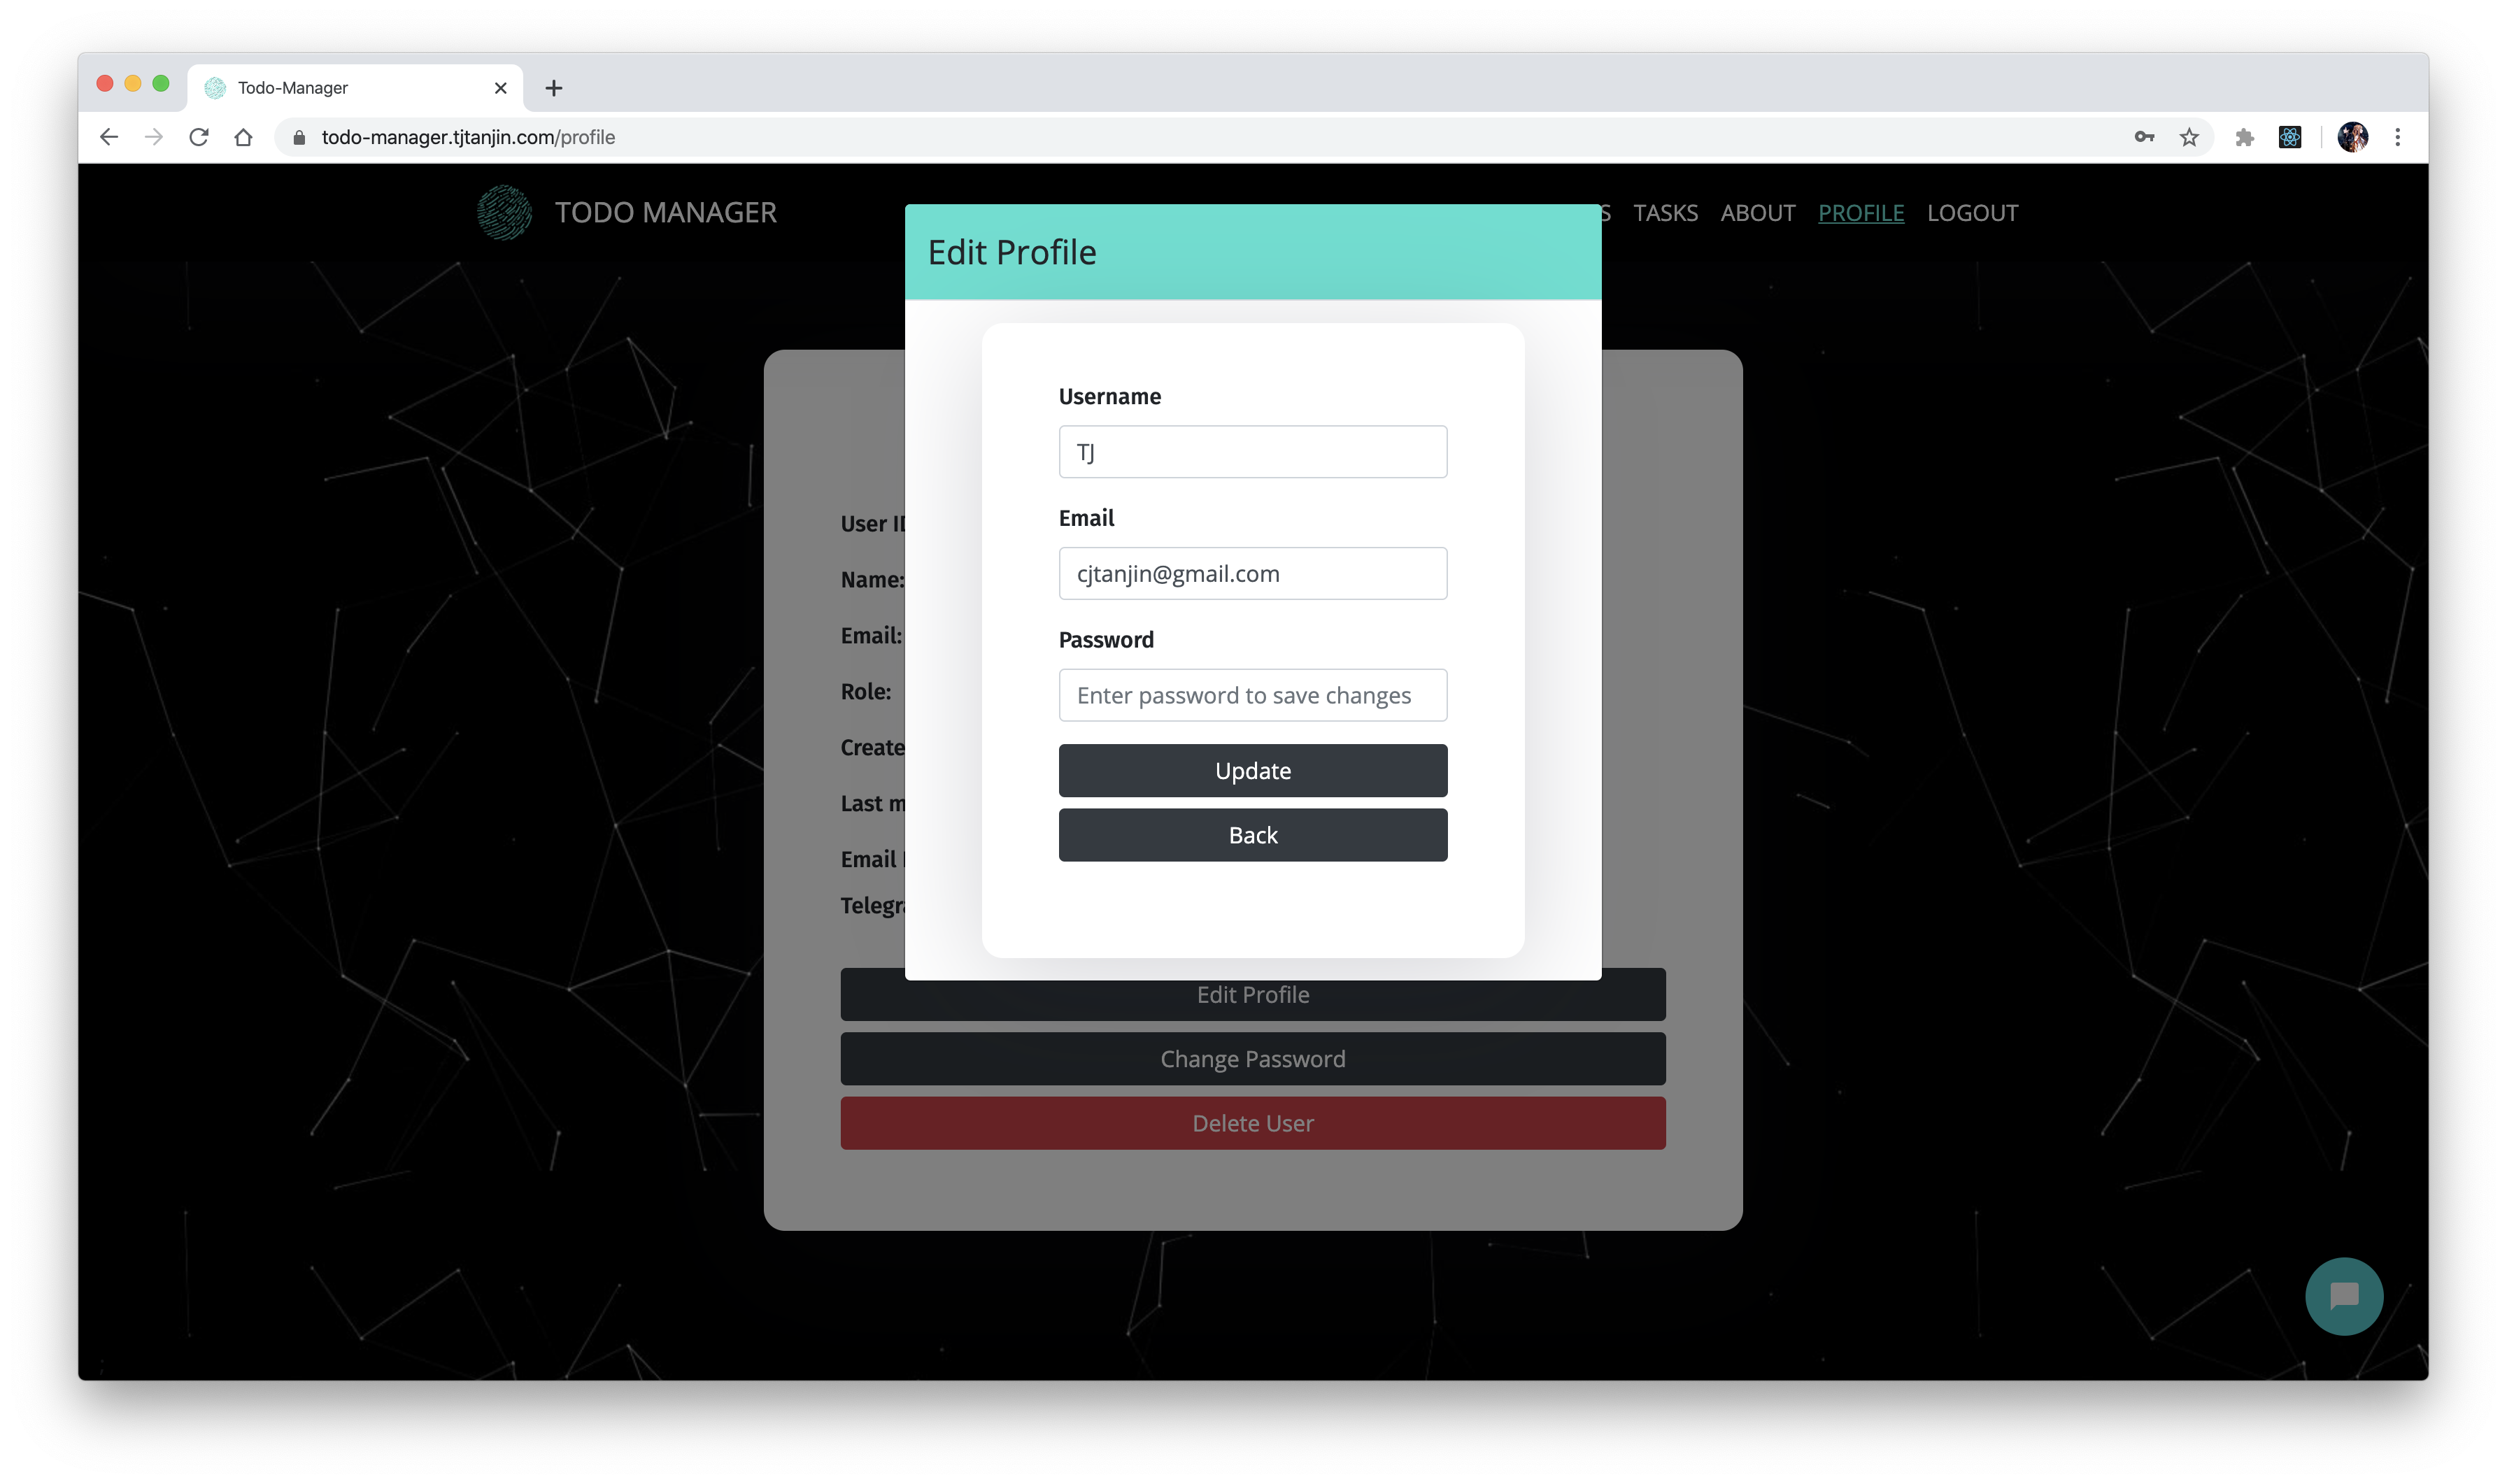 Todo-Manager
todo-manager.tjtanjin.com/profile
TODO MANAGER
S TASKS ABOUT PROFILE LOGOUT
Edit Profile
Username
TJ
Email
cjtanjin@gmail.com
Password
Enter password to save changes
Update
Back
User ID
Name:
Email:
Role:
Create
Last m
Email
Telegra
Edit Profile
Change Password
Delete User